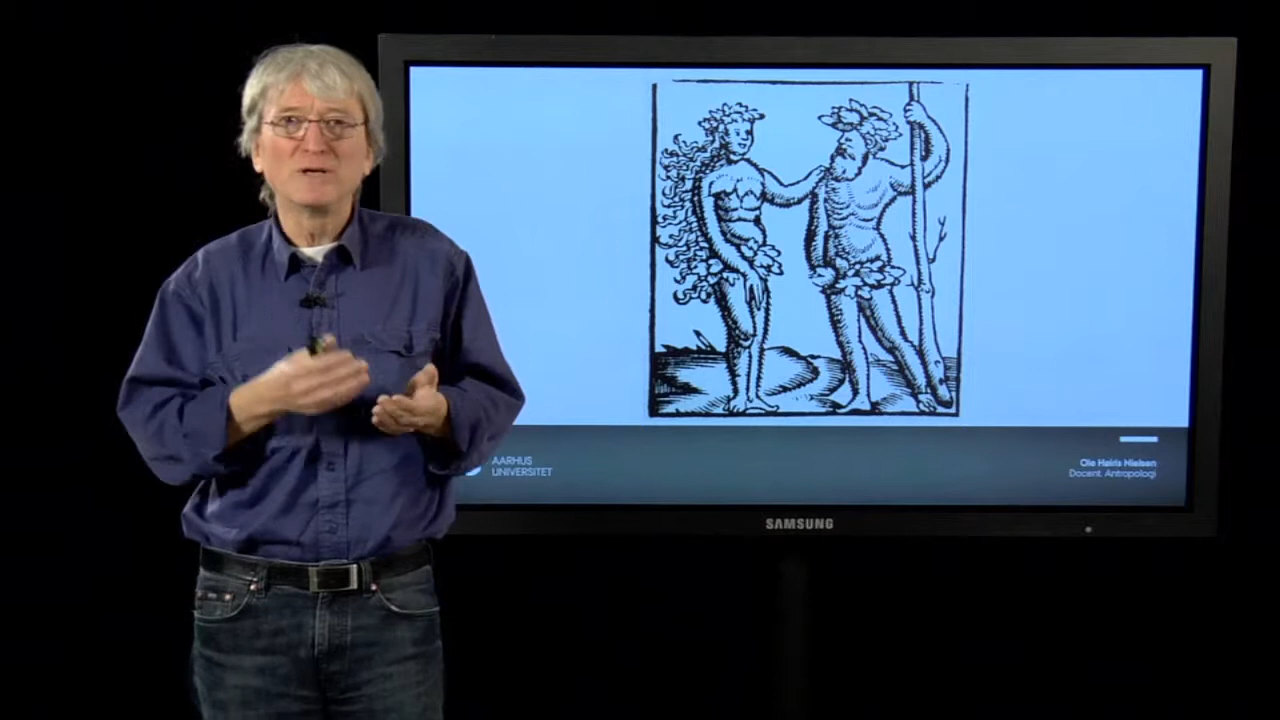 AARHUS
UNIVERSITET
Ole Høiris Nielsen
Docent. Antropologi
SAMSUNG